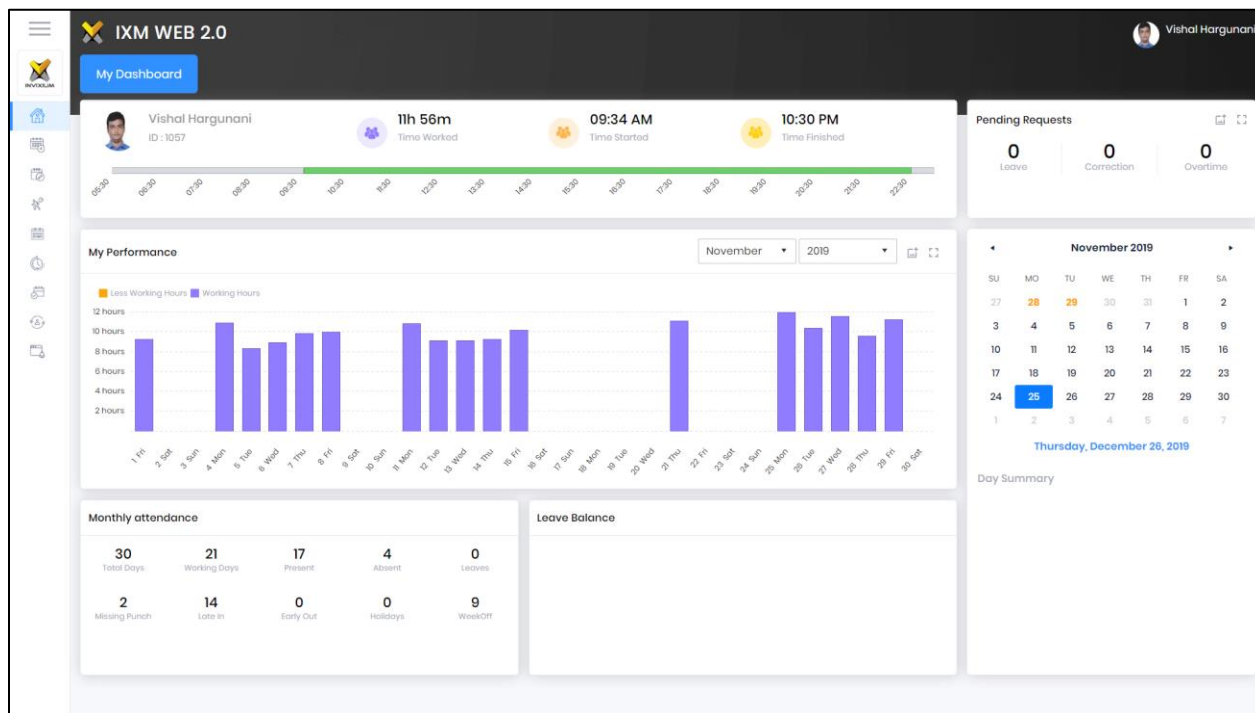 IXM WEB 2.0
Vishal Hargunani
INVIXIUM
My Dashboard
Vishal Hargunani
ID : 1057
11h 56m
Time Worked
09:34 AM
Time Started
10:30 PM
Time Finished
05:30 06:30 07:30 08:30 09:30 10:30 11:30 12:30 13:30 14:30 15:30 16:30 17:30 18:30 19:30 20:30 21:30 22:30
Pending Requests
0 0 0
Leave Correction Overtime
My Performance
November 2019
Less Working Hours Working Hours
12 hours
10 hours
8 hours
6 hours
4 hours
2 hours
1 Fri 2 Sat 3 Sun 4 Mon 5 Tue 6 Wed 7 Thu 8 Fri 9 Sat 10 Sun 11 Mon 12 Tue 13 Wed 14 Thu 15 Fri 16 Sat 17 Sun 18 Mon 19 Tue 20 Wed 21 Thu 22 Fri 23 Sat 24 Sun 25 Mon 26 Tue 27 Wed 28 Thu 29 Fri 30 Sat
November 2019
SU MO TU WE TH FR SA
27 28 29 30 31 1 2
3 4 5 6 7 8 9
10 11 12 13 14 15 16
17 18 19 20 21 22 23
24 25 26 27 28 29 30
1 2 3 4 5 6 7
Thursday, December 26, 2019
Day Summary
Monthly attendance
30 21 17 4 0
Total Days Working Days Present Absent Leaves
2 14 0 0 9
Missing Punch Late In Early Out Holidays WeekOff
Leave Balance